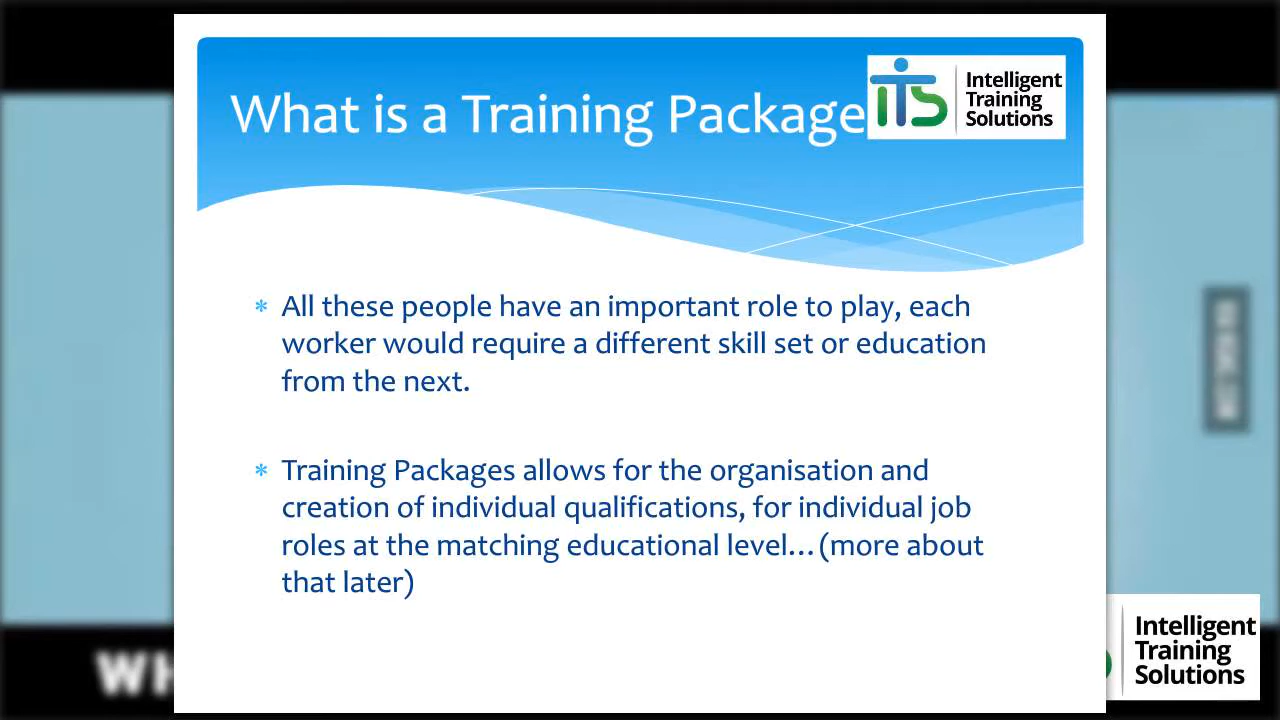 What is a Training Package
iTS
Intelligent
Training
Solutions
* All these people have an important role to play, each
worker would require a different skill set or education
from the next.
* Training Packages allows for the organisation and
creation of individual qualifications, for individual job
roles at the matching educational level…(more about
that later)
WH
Intelligent
Training
Solutions